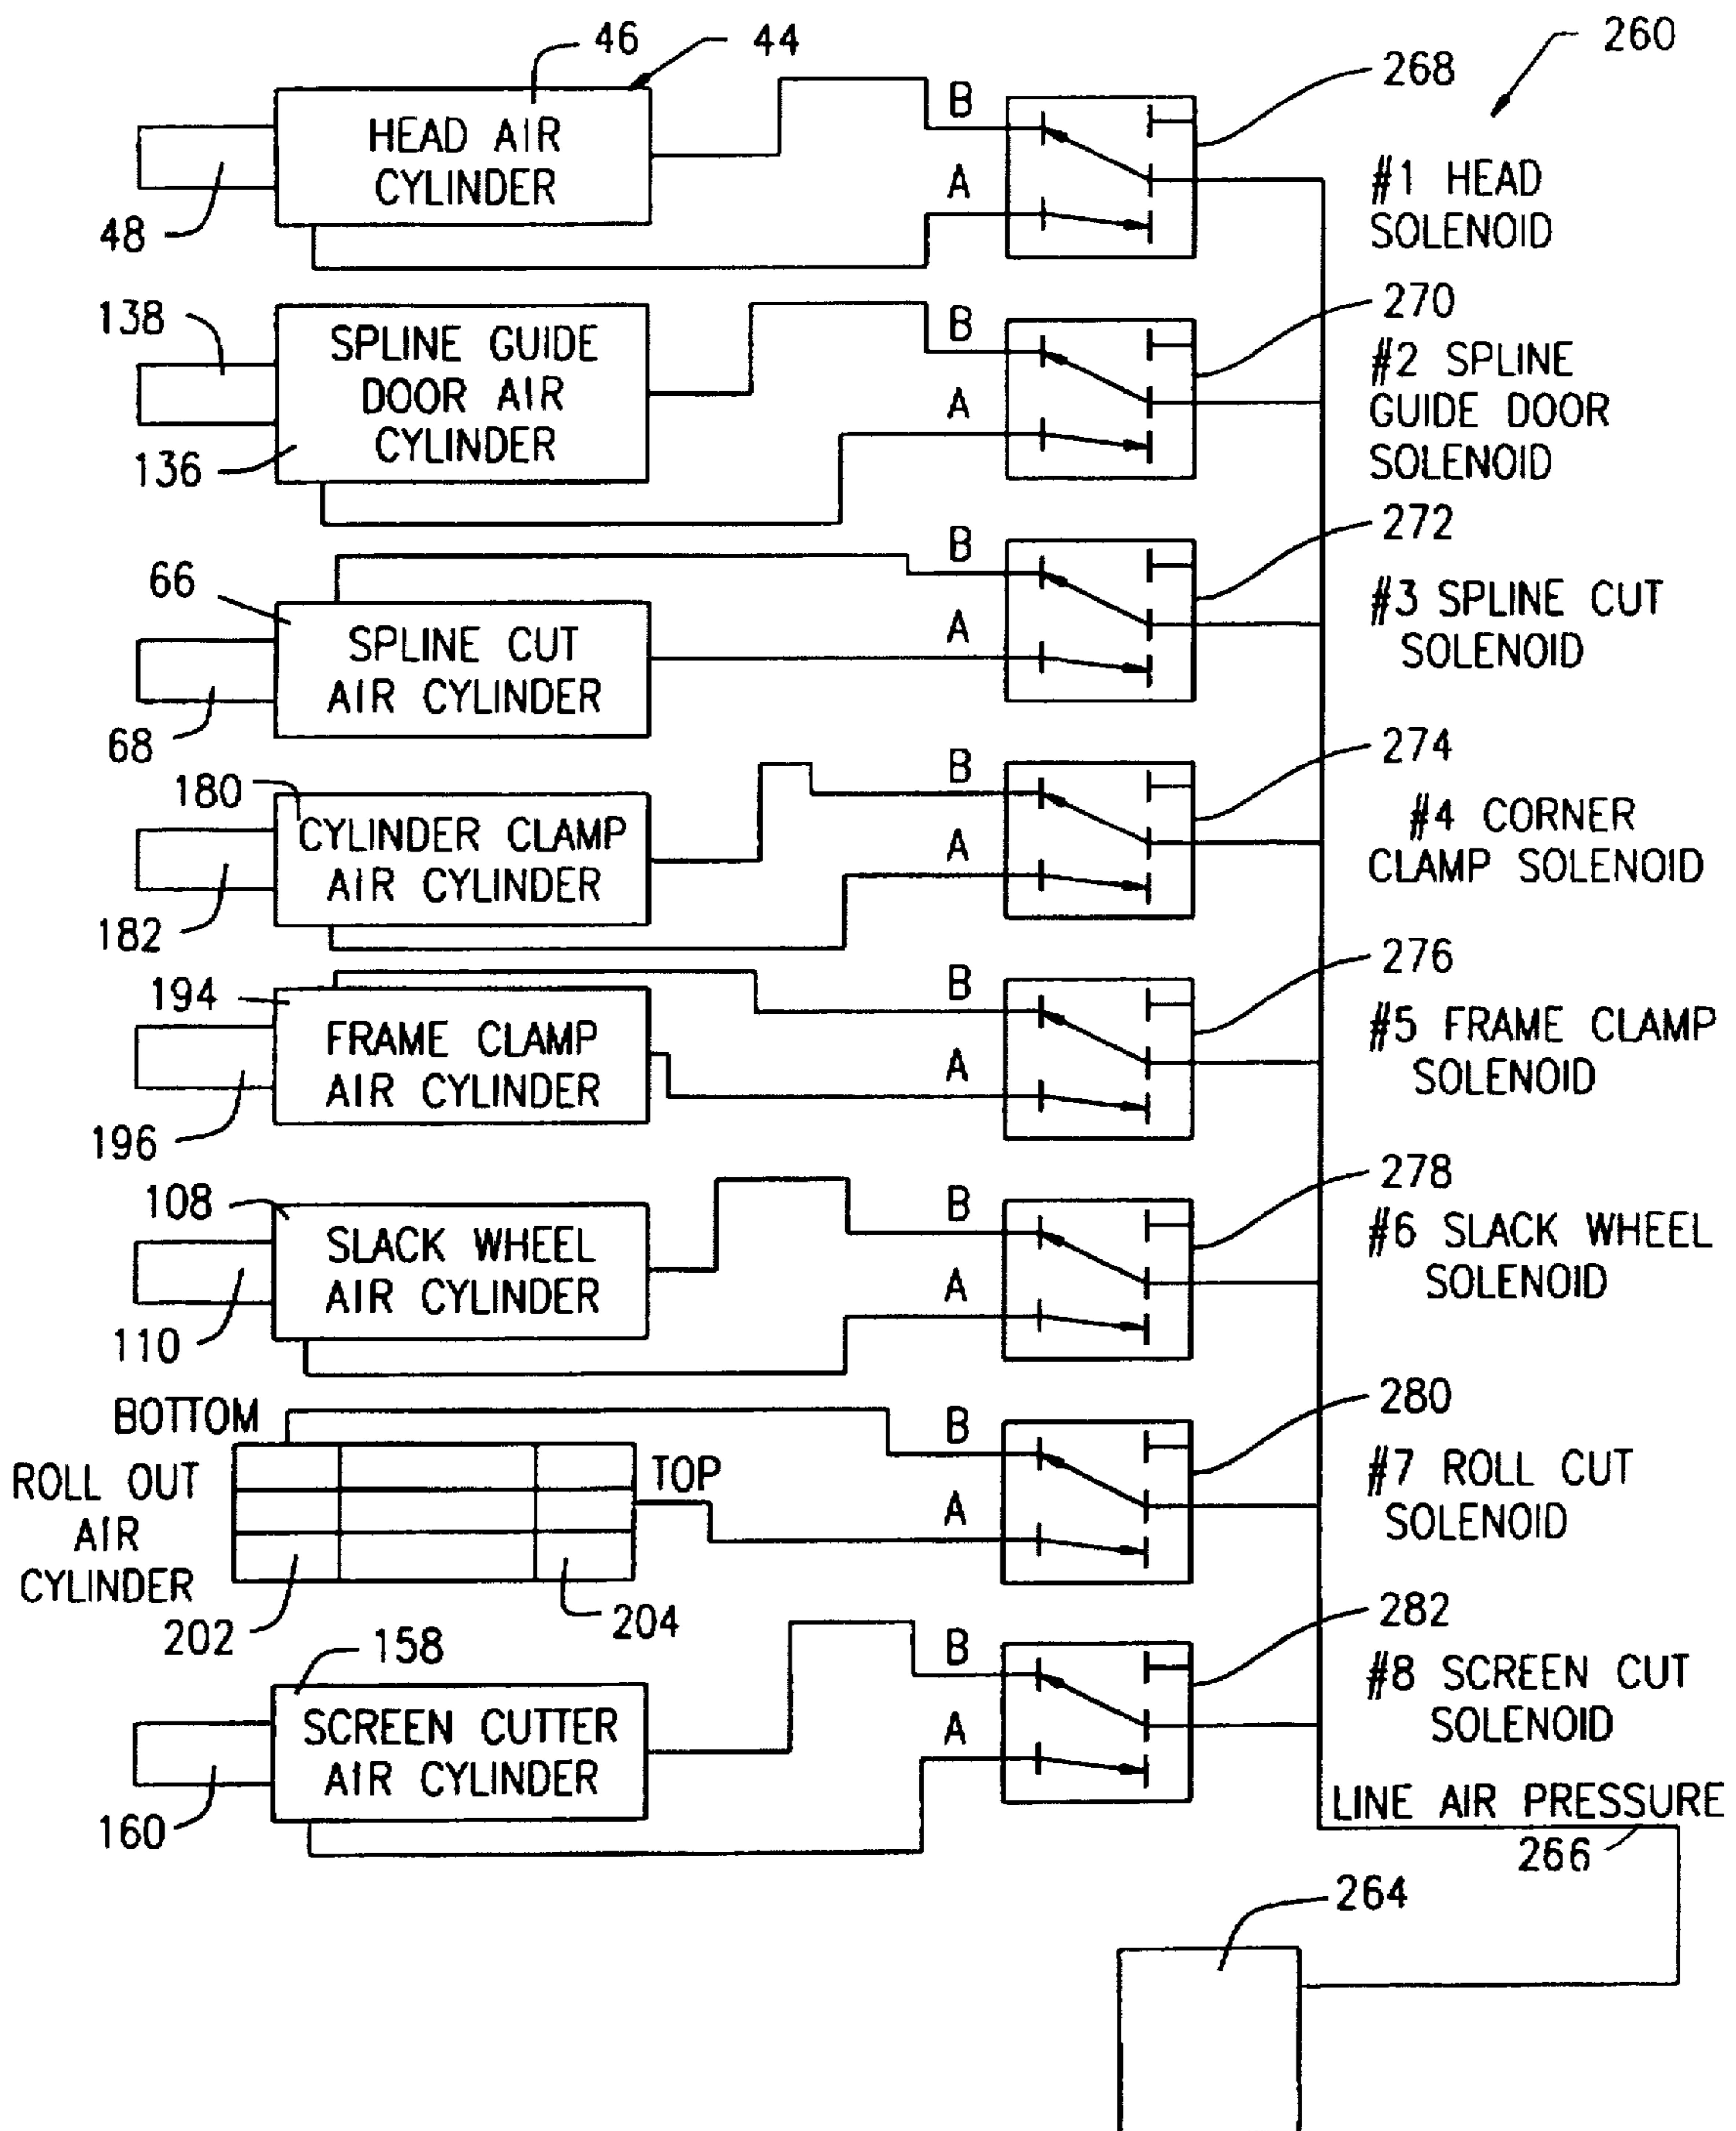 46
44
260
268
HEAD AIR
CYLINDER
B
A
48
#1 HEAD
SOLENOID
138
SPLINE GUIDE
DOOR AIR
CYLINDER
136
B
A
270
#2 SPLINE
GUIDE DOOR
SOLENOID
66
SPLINE CUT
AIR CYLINDER
68
B
A
272
#3 SPLINE CUT
SOLENOID
180
CYLINDER CLAMP
AIR CYLINDER
182
B
A
274
#4 CORNER
CLAMP SOLENOID
194
FRAME CLAMP
AIR CYLINDER
196
B
A
276
#5 FRAME CLAMP
SOLENOID
108
SLACK WHEEL
AIR CYLINDER
110
B
A
278
#6 SLACK WHEEL
SOLENOID
BOTTOM
ROLL OUT
AIR
CYLINDER
TOP
202
204
B
A
280
#7 ROLL CUT
SOLENOID
158
SCREEN CUTTER
AIR CYLINDER
160
B
A
282
#8 SCREEN CUT
SOLENOID
LINE AIR PRESSURE
266
264